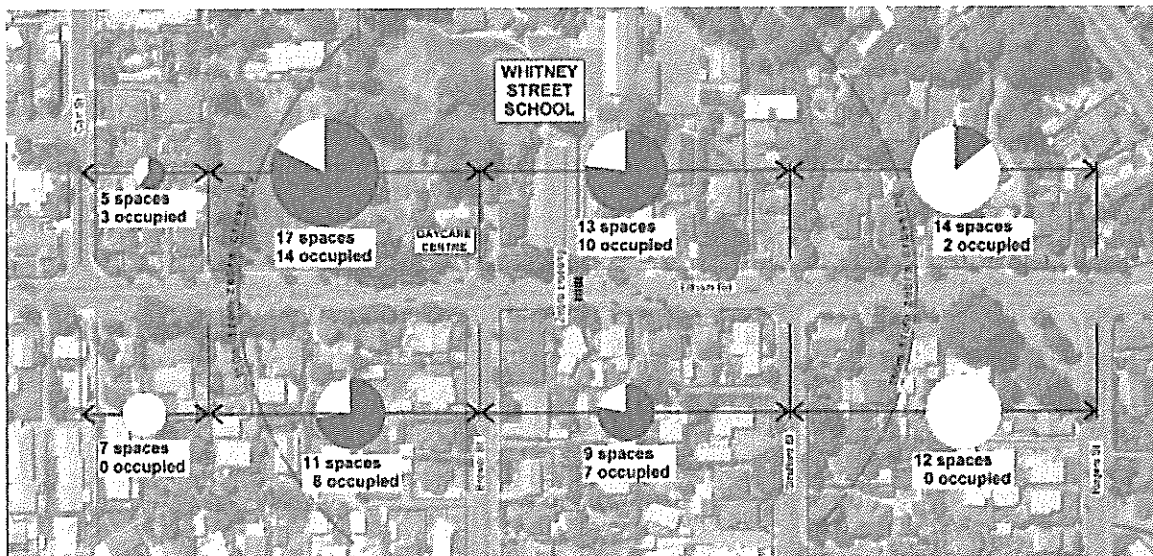 WHITNEY
STREET
SCHOOL
5 spaces
3 occupied
17 spaces
14 occupied
DAYCARE
CENTRE
13 spaces
10 occupied
14 spaces
2 occupied
7 spaces
0 occupied
11 spaces
8 occupied
9 spaces
7 occupied
12 spaces
0 occupied